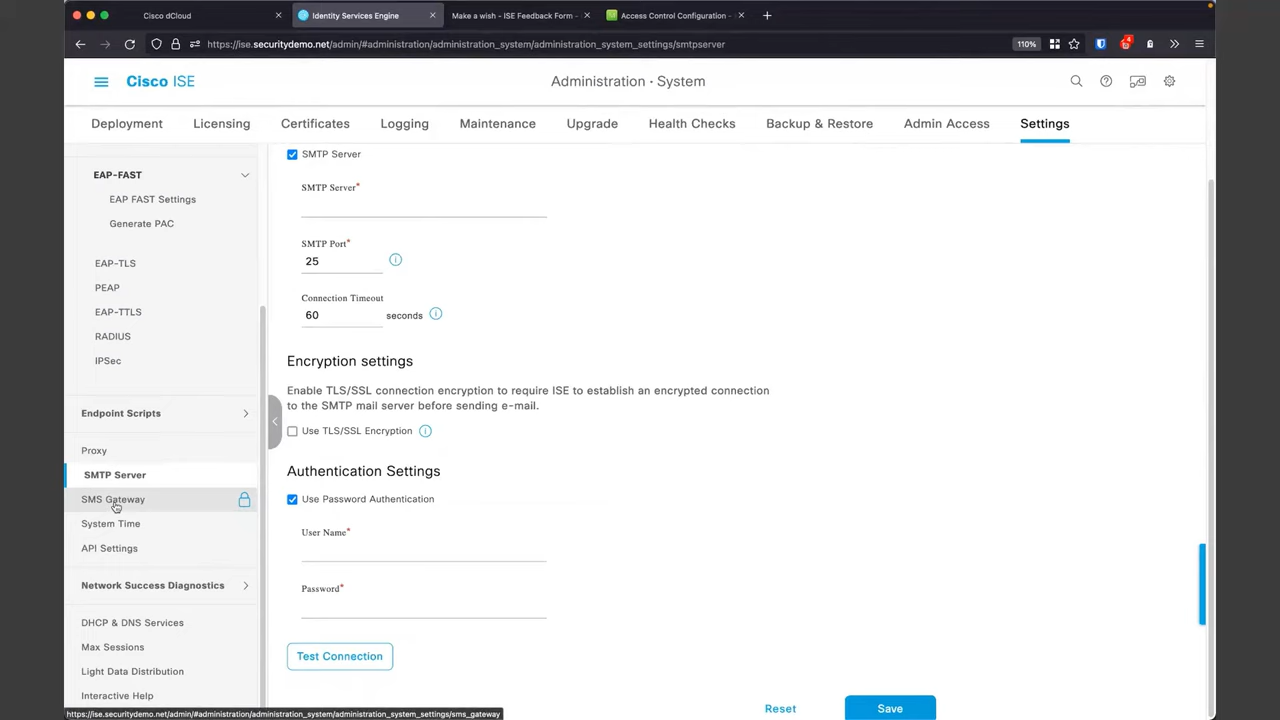 Cisco dCloud
Identity Services Engine
Make a wish - ISE Feedback Form -
Access Control Configuration -
https://ise.securitydemo.net/admin/#administration/administration_system/administration_system_settings/smtpserver
110%
4
Cisco ISE
Administration · System
Deployment
Licensing
Certificates
Logging
Maintenance
Upgrade
Health Checks
Backup & Restore
Admin Access
Settings
EAP-FAST
EAP FAST Settings
Generate PAC
EAP-TLS
PEAP
EAP-TTLS
RADIUS
IPSec
Endpoint Scripts
Proxy
SMTP Server
SMS Gateway
System Time
API Settings
Network Success Diagnostics
DHCP & DNS Services
Max Sessions
Light Data Distribution
Interactive Help
SMTP Server
SMTP Server*
SMTP Port*
25
Connection Timeout
60 seconds
Encryption settings
Enable TLS/SSL connection encryption to require ISE to establish an encrypted connection
to the SMTP mail server before sending e-mail.
Use TLS/SSL Encryption
Authentication Settings
Use Password Authentication
User Name*
Password*
Test Connection
Reset
Save
https://ise.securitydemo.net/admin/#administration/administration_system/administration_system_settings/sms_gateway